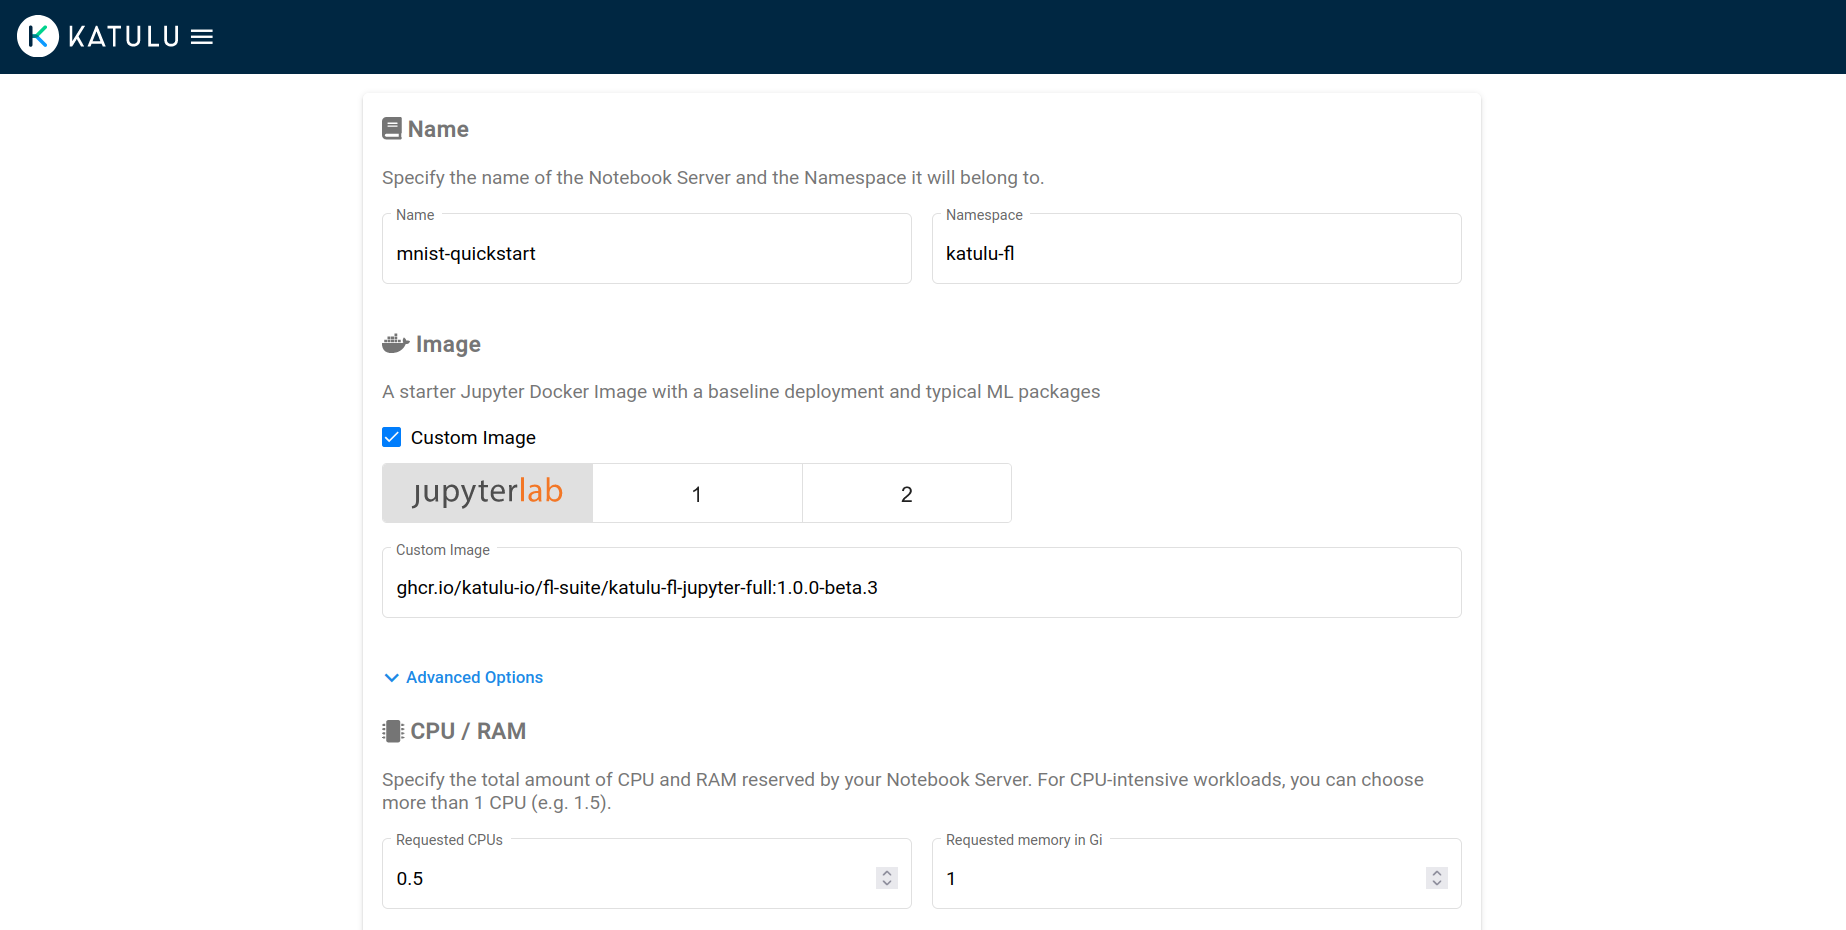 KATULU
Name
Specify the name of the Notebook Server and the Namespace it will belong to.
Name
mnist-quickstart
Namespace
katulu-fl
Image
A starter Jupyter Docker Image with a baseline deployment and typical ML packages
Custom Image
jupyterlab
1
2
Custom Image
ghcr.io/katulu-io/fl-suite/katulu-fl-jupyter-full:1.0.0-beta.3
Advanced Options
CPU / RAM
Specify the total amount of CPU and RAM reserved by your Notebook Server. For CPU-intensive workloads, you can choose
more than 1 CPU (e.g. 1.5).
Requested CPUs
0.5
Requested memory in Gi
1